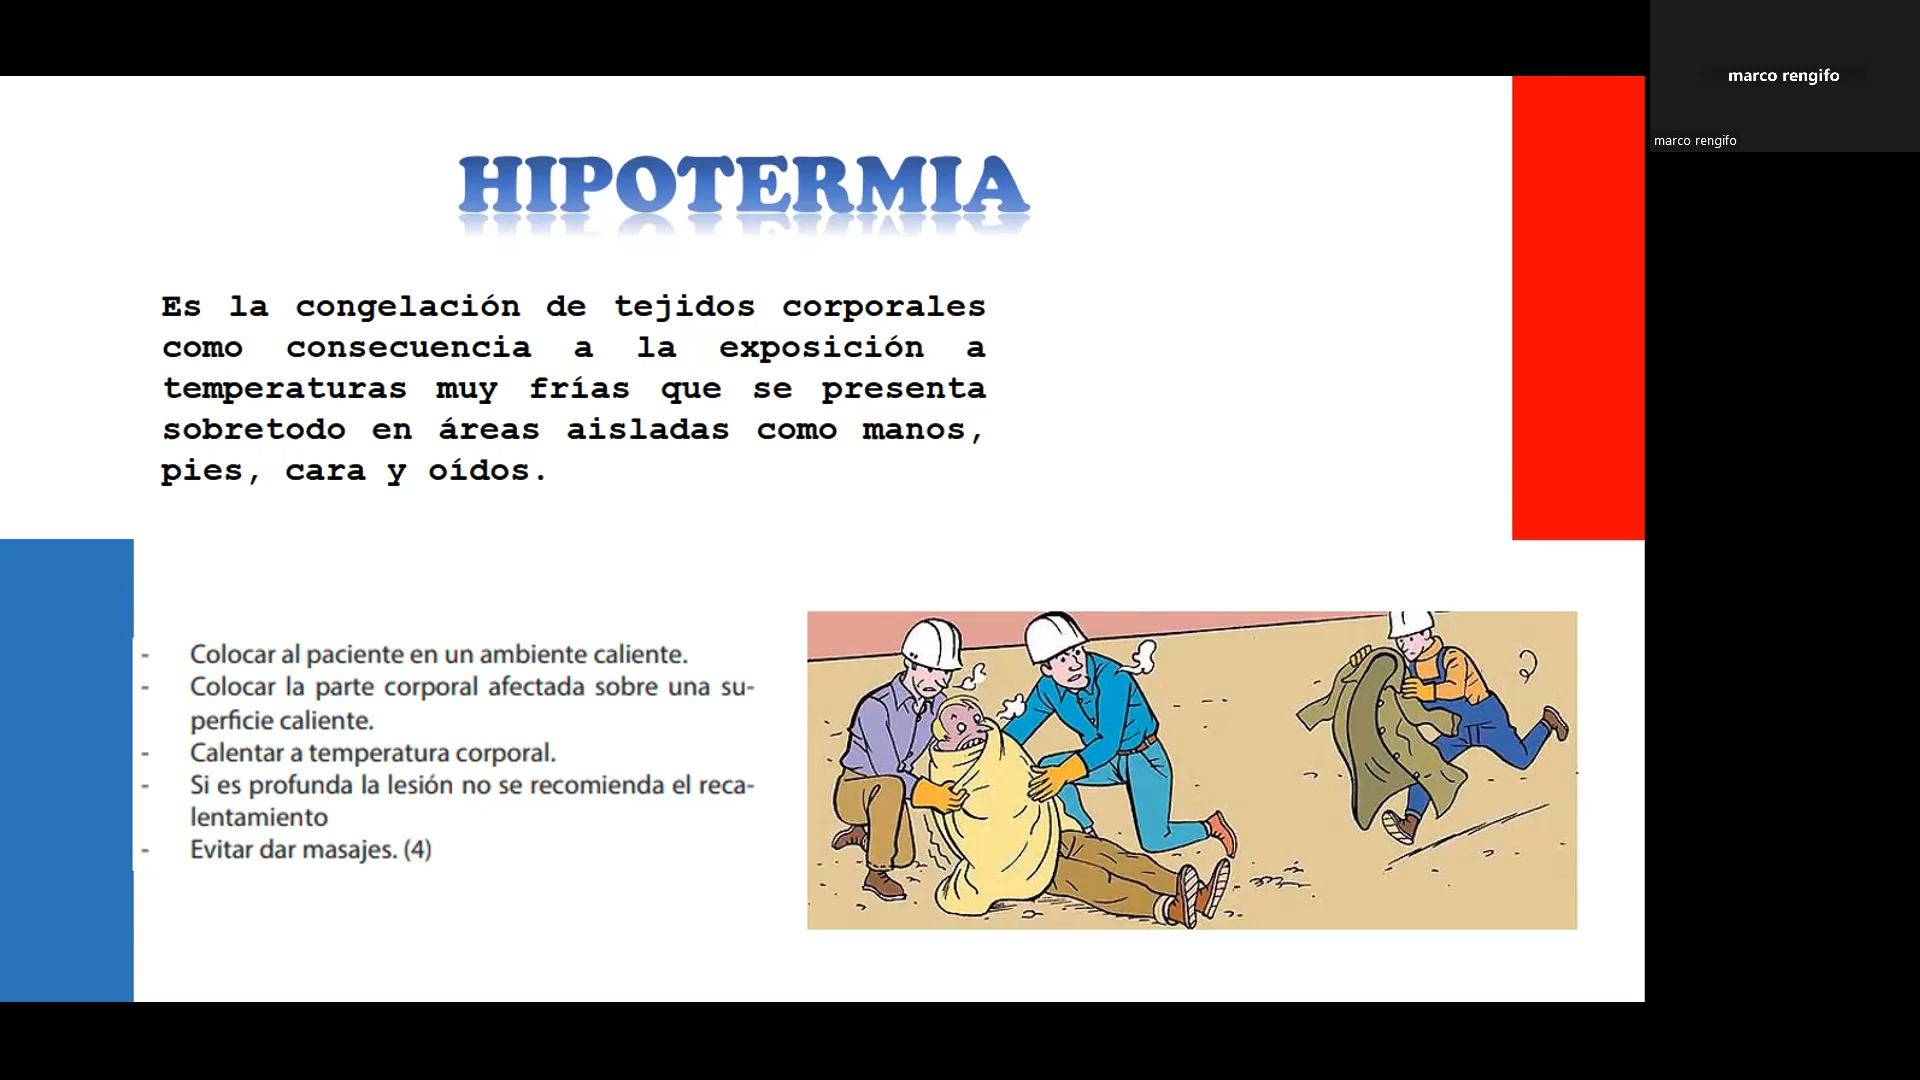 HIPOTERMIA
Es la congelación de tejidos corporales
como consecuencia a la exposición a
temperaturas muy frías que se presenta
sobretodo en áreas aisladas como manos,
pies, cara y oídos.
- Colocar al paciente en un ambiente caliente.
- Colocar la parte corporal afectada sobre una su-
perficie caliente.
- Calentar a temperatura corporal.
- Si es profunda la lesión no se recomienda el reca-
lentamiento
- Evitar dar masajes. (4)
marco rengifo
marco rengifo